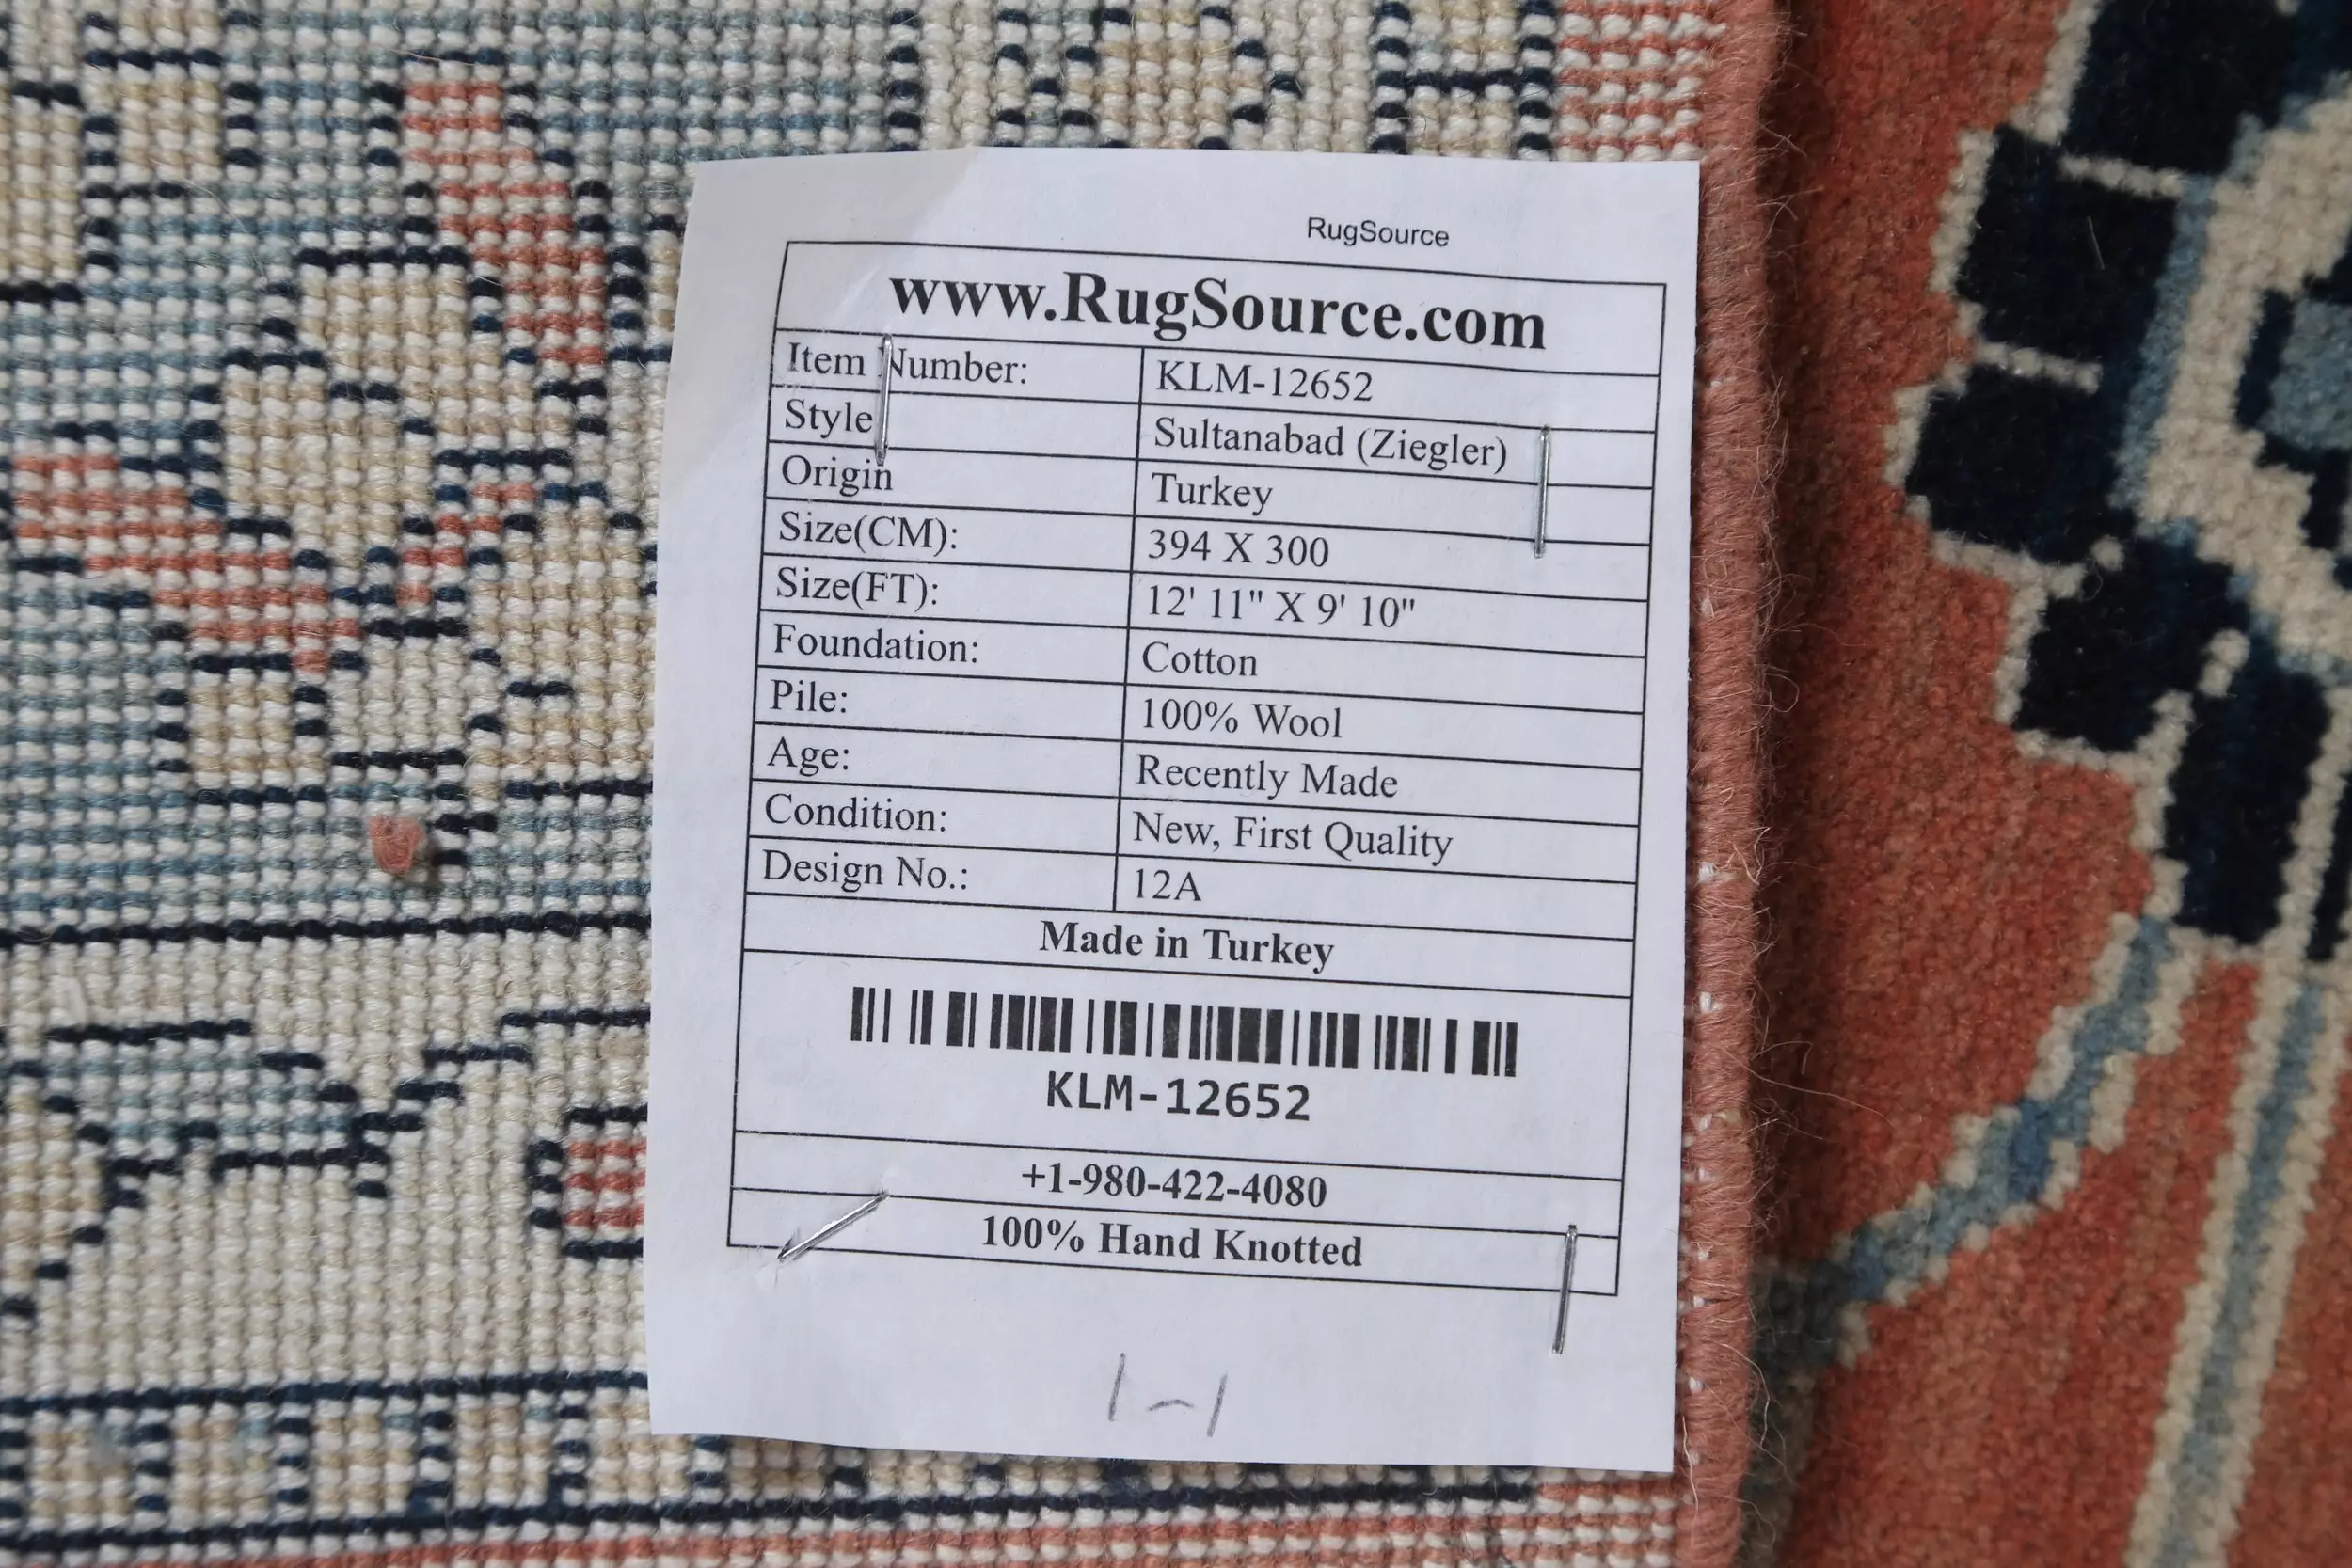 RugSource
www.RugSource.com
Item Number: KLM-12652
Style Sultanabad (Ziegler)
Origin Turkey
Size(CM): 394 X 300
Size(FT): 12' 11" X 9' 10"
Foundation: Cotton
Pile: 100% Wool
Age: Recently Made
Condition: New, First Quality
Design No.: 12A
Made in Turkey
KLM-12652
+1-980-422-4080
100% Hand Knotted
1-1